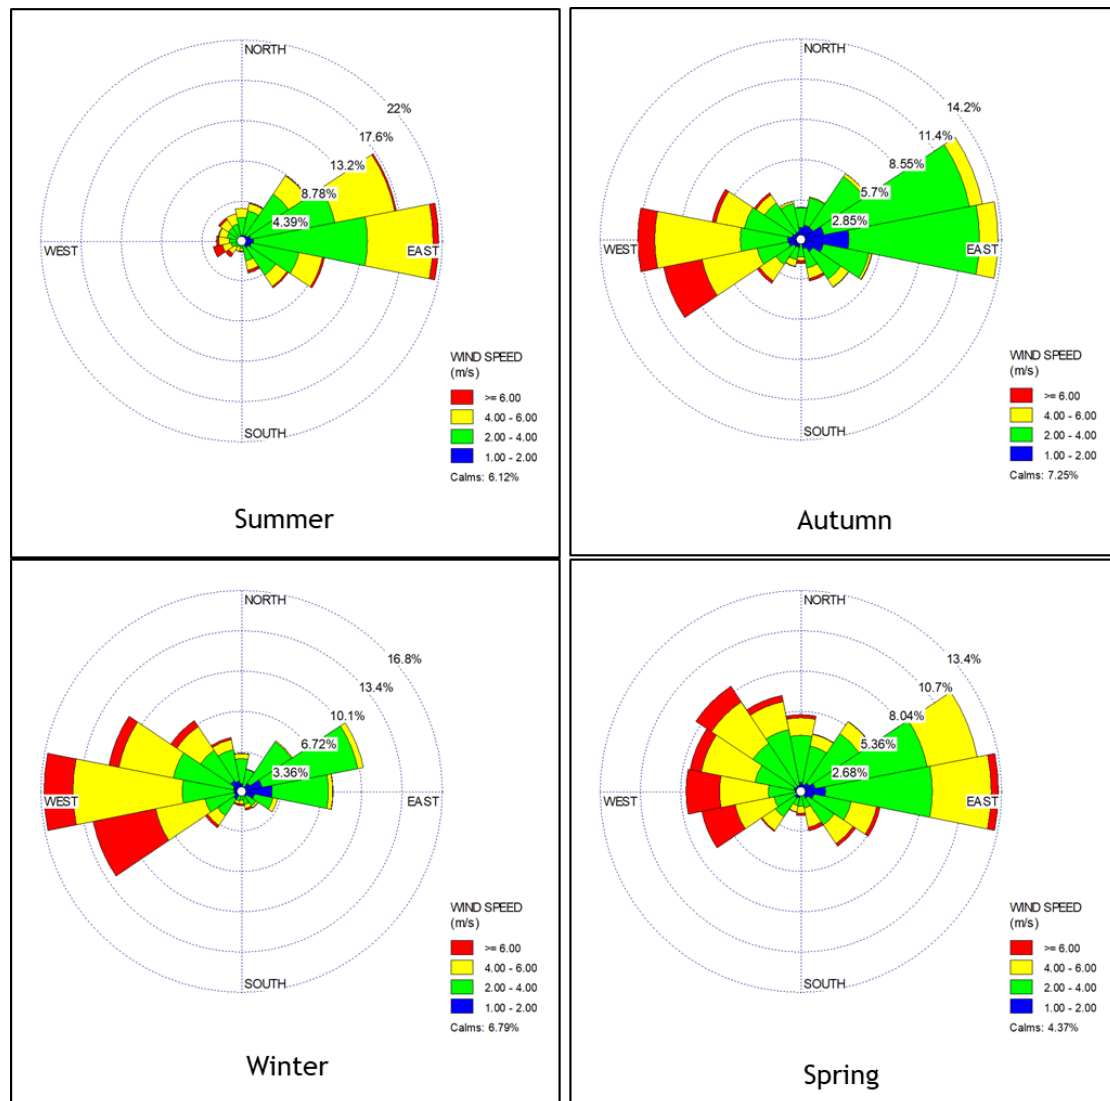 NORTH
22%
17.6%
13.2%
8.78%
4.39%
WEST
EAST
WIND SPEED
(m/s)
>= 6.00
4.00 - 6.00
2.00 - 4.00
1.00 - 2.00
SOUTH
Calms: 6.12%
Summer
NORTH
14.2%
11.4%
8.55%
5.7%
2.85%
WEST
EAST
WIND SPEED
(m/s)
>= 6.00
4.00 - 6.00
2.00 - 4.00
1.00 - 2.00
SOUTH
Calms: 7.25%
Autumn
NORTH
16.8%
13.4%
10.1%
6.72%
3.36%
WEST
EAST
WIND SPEED
(m/s)
>= 6.00
4.00 - 6.00
2.00 - 4.00
1.00 - 2.00
SOUTH
Calms: 6.79%
Winter
NORTH
13.4%
10.7%
8.04%
5.36%
2.68%
WEST
EAST
WIND SPEED
(m/s)
>= 6.00
4.00 - 6.00
2.00 - 4.00
1.00 - 2.00
SOUTH
Calms: 4.37%
Spring